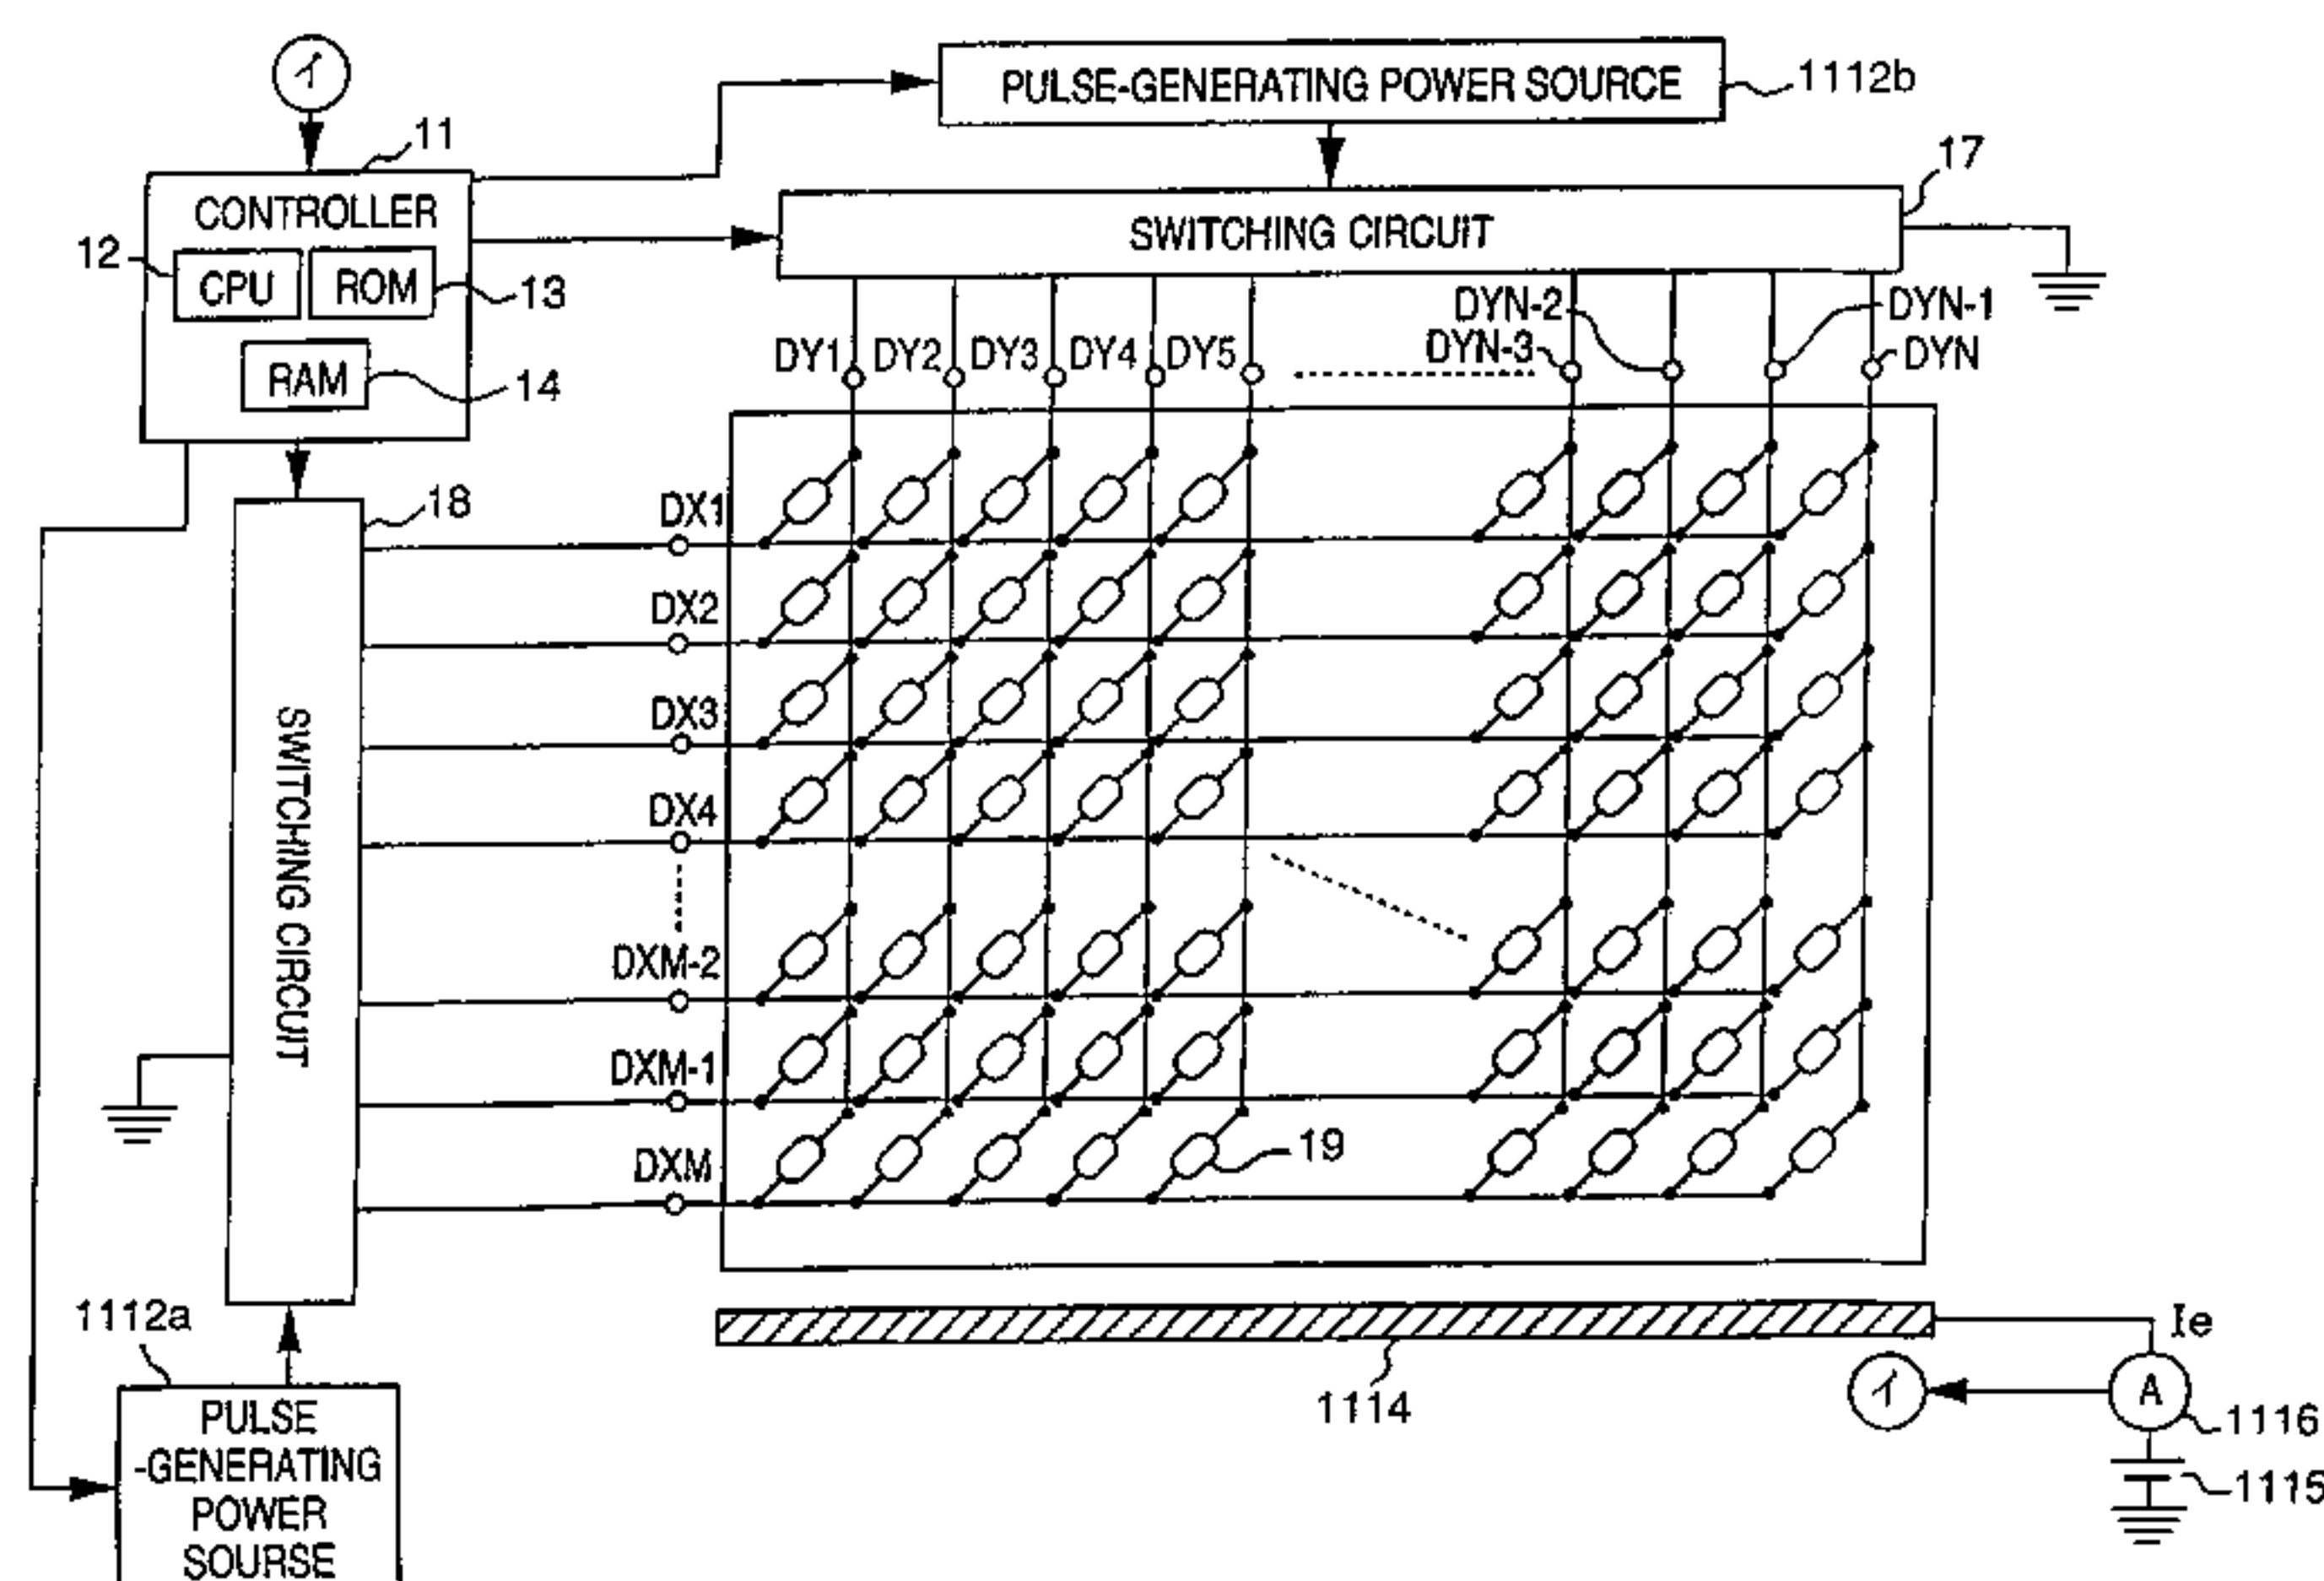 イ
PULSE-GENERATING POWER SOURCE
1112b
11
CONTROLLER
12
CPU
ROM
13
RAM
14
SWITCHING CIRCUIT
17
DY1
DY2
DY3
DY4
DY5
DYN-3
DYN-2
DYN-1
DYN
18
SWITCHING CIRCUIT
DX1
DX2
DX3
DX4
DXM-2
DXM-1
DXM
19
1112a
PULSE
-GENERATING
POWER
SOURSE
1114
Ie
イ
A
1116
1115